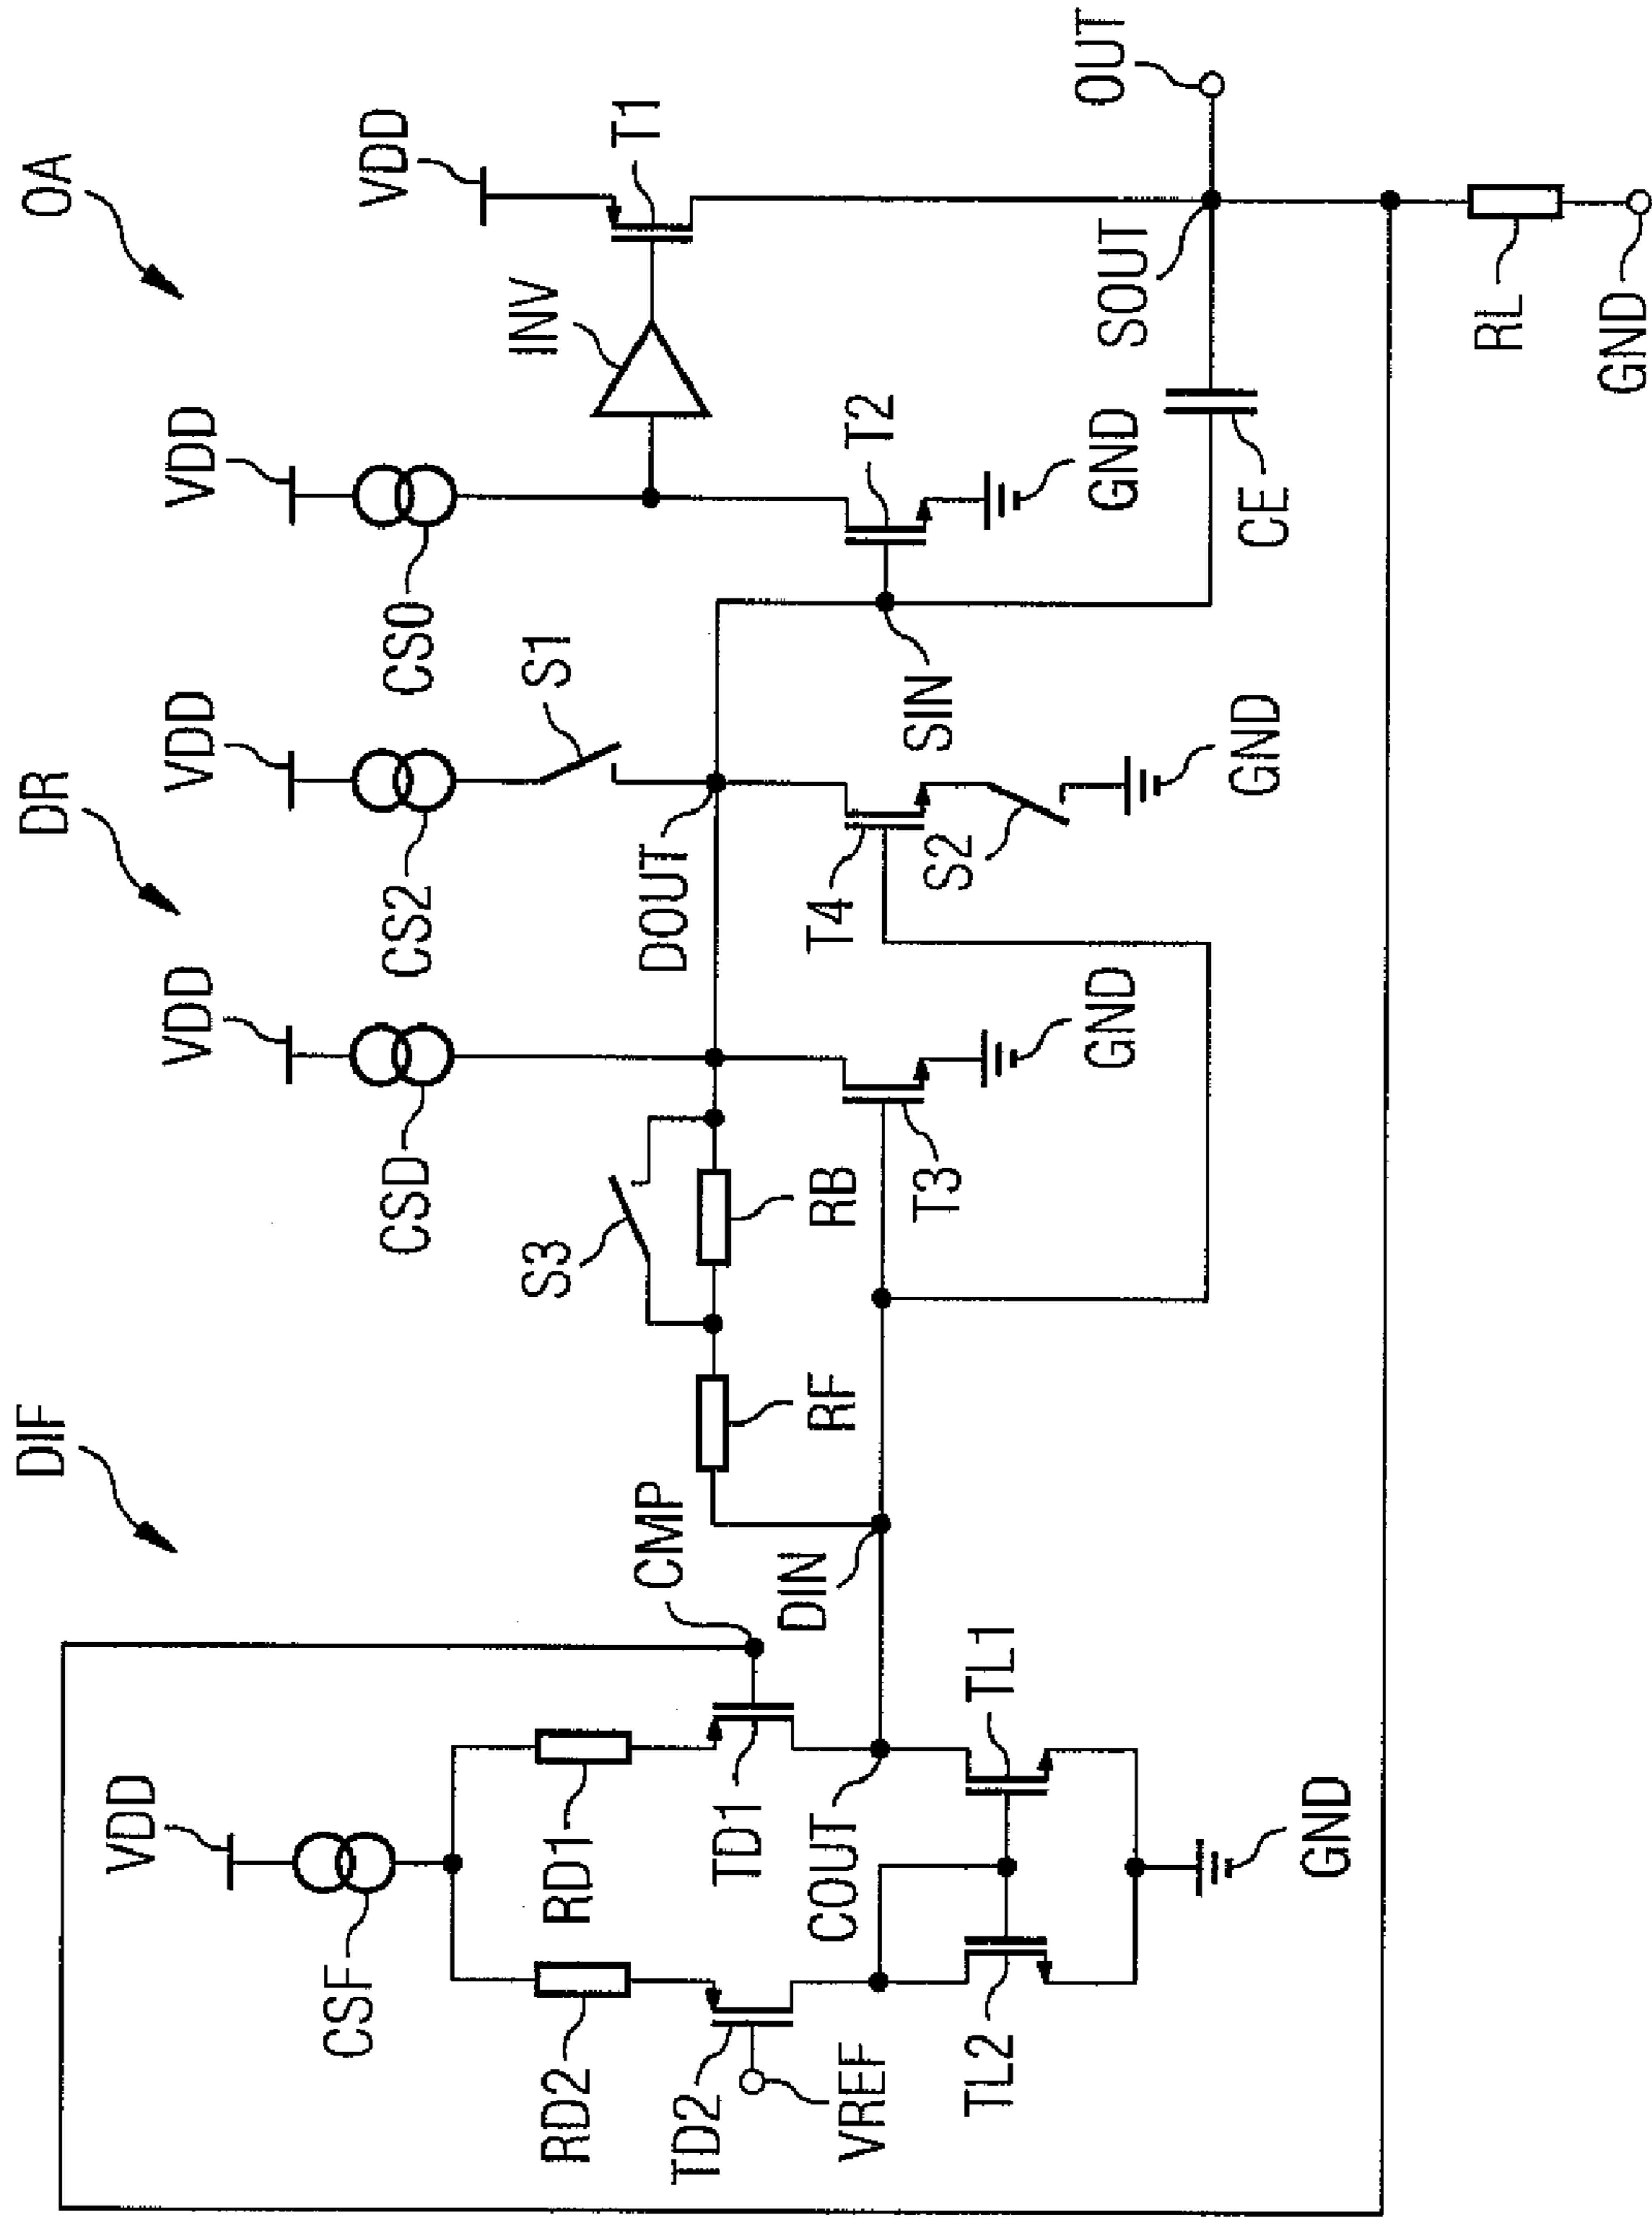 DIF
DR
OA
VDD
VDD
VDD
VDD
VDD
CSF
CSD
CS2
CS0
INV
T1
RD2
RD1
S3
S1
CMP
DOUT
TD2
TD1
DIN
VREF
COUT
RF
RB
T4
T2
TL2
TL1
T3
S2
SIN
GND
GND
SOUT
OUT
GND
GND
CE
RL
GND